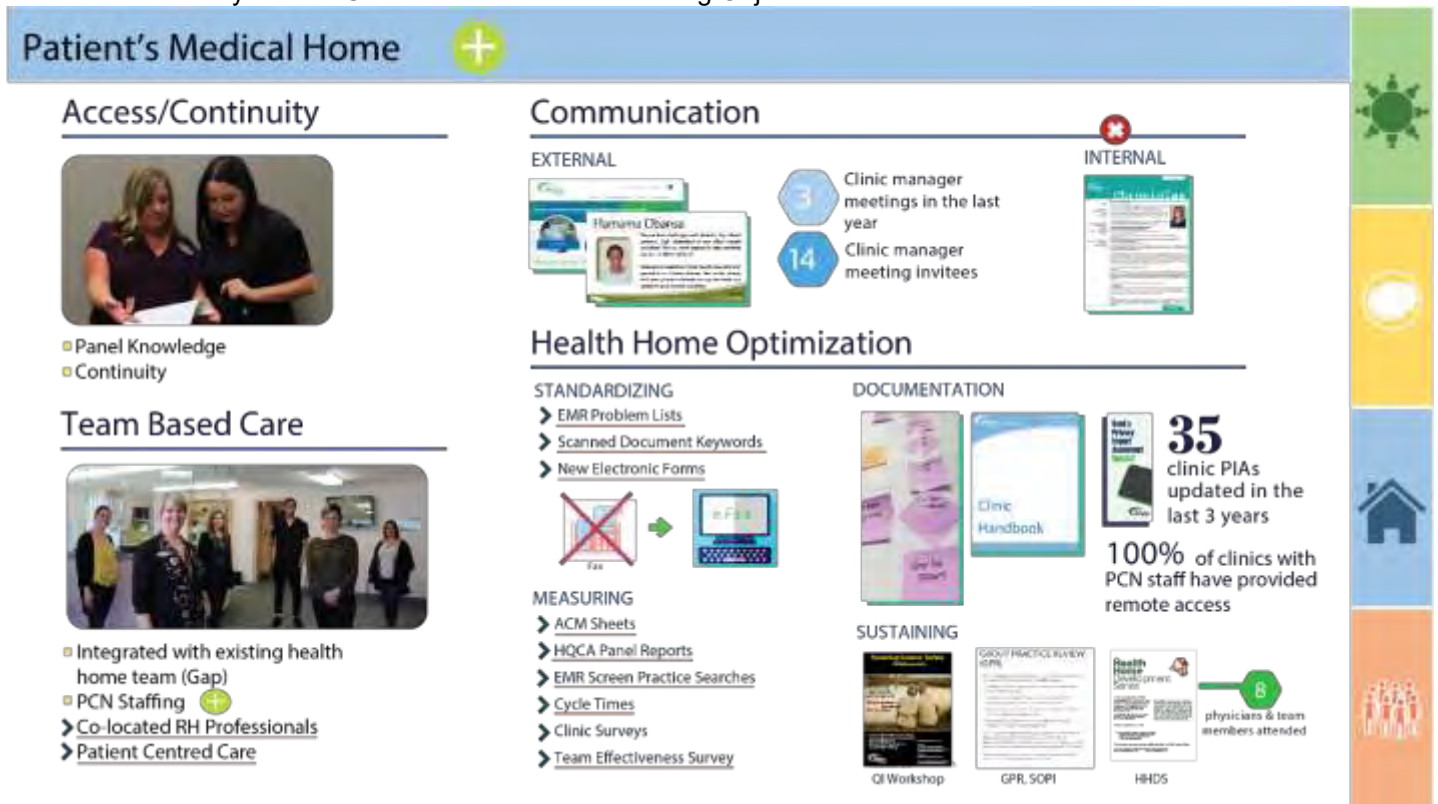 Patient's Medical Home
Access/Continuity
Panel Knowledge
Continuity
Team Based Care
Integrated with existing health
home team (Gap)
PCN Staffing
Co-located RH Professionals
Patient Centred Care
Communication
EXTERNAL
3
Clinic manager
meetings in the last
year
14
Clinic manager
meeting invitees
INTERNAL
Health Home Optimization
STANDARDIZING
EMR Problem Lists
Scanned Document Keywords
New Electronic Forms
Fax
eFax
MEASURING
ACM Sheets
HQCA Panel Reports
EMR Screen Practice Searches
Cycle Times
Clinic Surveys
Team Effectiveness Survey
DOCUMENTATION
Clinic
Handbook
Privacy
Impact
Assessment
35
clinic PIAs
updated in the
last 3 years
100% of clinics with
PCN staff have provided
remote access
SUSTAINING
QI Workshop
GROUP PRACTICE REVIEW
(GPR)
GPR, SOPI
Health
Home
Development
Series
HHDS
8
physicians & team
members attended